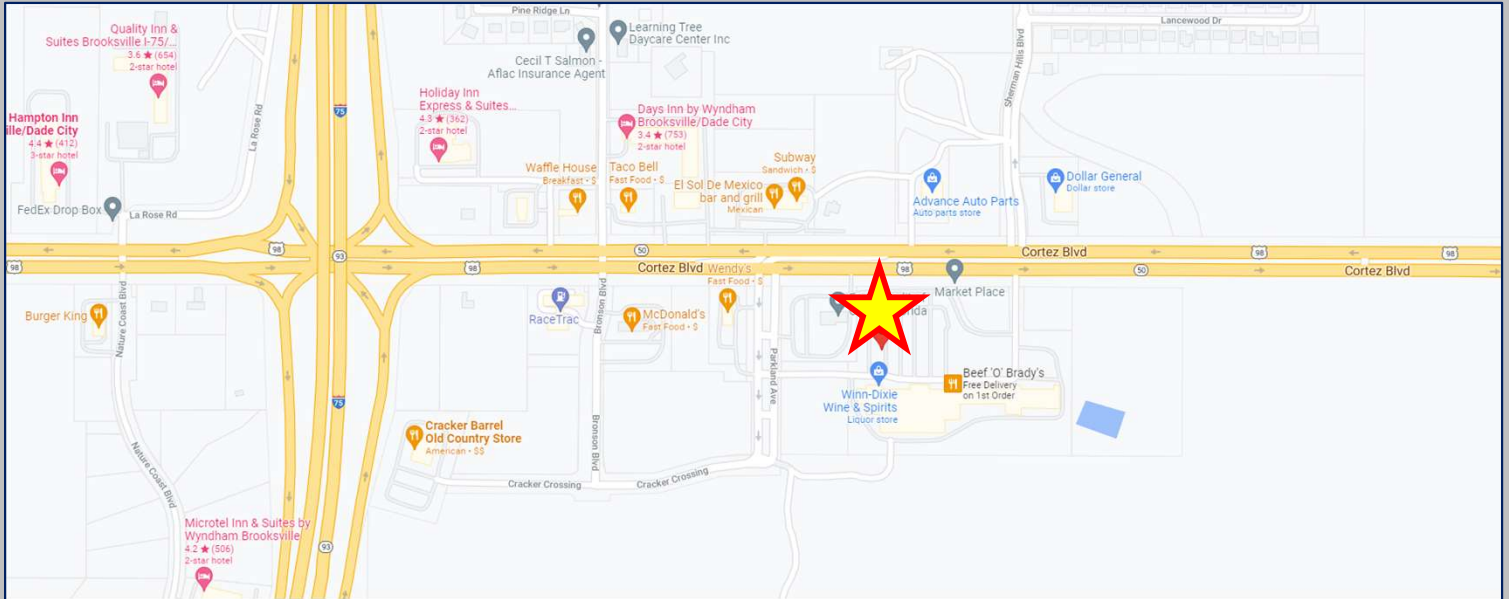 Pine Ridge Ln
Lancewood Dr
Quality Inn &
Suites Brooksville I-75/...
3.6 ★ (654)
2-star hotel
Learning Tree
Daycare Center Inc
Cecil T Salmon -
Aflac Insurance Agent
Sherman Hills Blvd
La Rose Rd
75
Holiday Inn
Express & Suites...
4.3 ★ (362)
2-star hotel
Days Inn by Wyndham
Brooksville/Dade City
3.4 ★ (753)
2-star hotel
Hampton Inn
ille/Dade City
4.4 ★ (412)
3-star hotel
Waffle House
Breakfast • $
Taco Bell
Fast Food • $
Subway
Sandwich • $
El Sol De Mexico
bar and grill
Mexican
Advance Auto Parts
Auto parts store
Dollar General
Dollar store
FedEx Drop Box
La Rose Rd
98
50
Cortez Blvd
98
98
93
98
98
Cortez Blvd
98
50
Cortez Blvd
Wendy's
Fast Food • $
Market Place
Burger King
Nature Coast Blvd
RaceTrac
Bronson Blvd
McDonald's
Fast Food • $
nda
Parkland Ave
Winn-Dixie
Wine & Spirits
Liquor store
Beef 'O' Brady's
Free Delivery
on 1st Order
75
Cracker Barrel
Old Country Store
American • $$
Bronson Blvd
Nature Coast Blvd
Cracker Crossing
Cracker Crossing
Microtel Inn & Suites by
Wyndham Brooksville
4.2 ★ (506)
2-star hotel
93